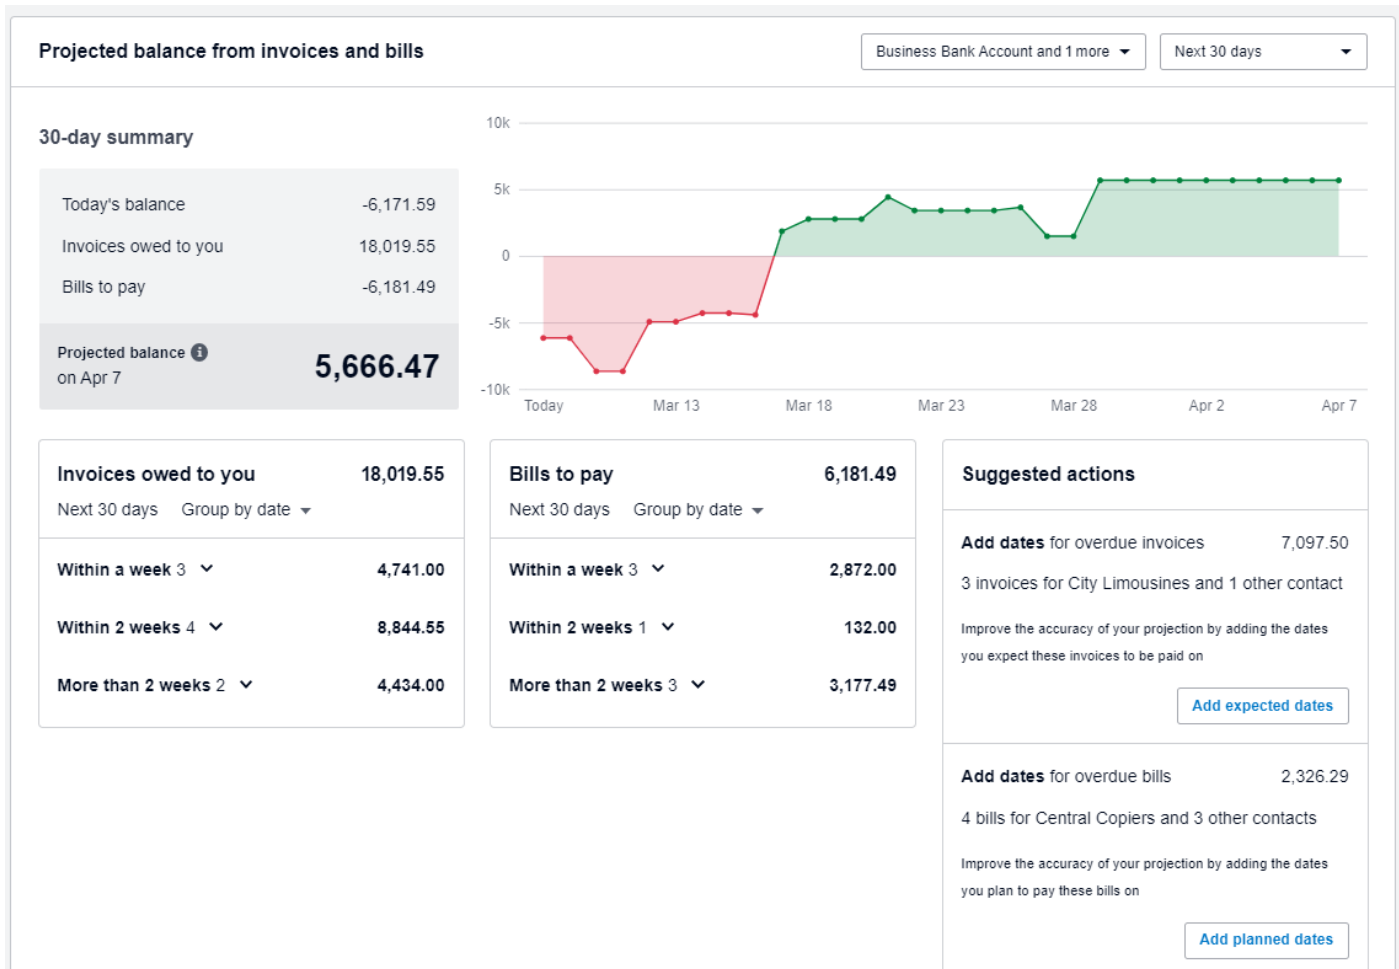 Projected balance from invoices and bills
Business Bank Account and 1 more
Next 30 days
30-day summary
Today's balance -6,171.59
Invoices owed to you 18,019.55
Bills to pay -6,181.49
Projected balance
on Apr 7
5,666.47
10k
5k
0
-5k
-10k
Today Mar 13 Mar 18 Mar 23 Mar 28 Apr 2 Apr 7
Invoices owed to you 18,019.55
Next 30 days Group by date
Within a week 3 4,741.00
Within 2 weeks 4 8,844.55
More than 2 weeks 2 4,434.00
Bills to pay 6,181.49
Next 30 days Group by date
Within a week 3 2,872.00
Within 2 weeks 1 132.00
More than 2 weeks 3 3,177.49
Suggested actions
Add dates for overdue invoices 7,097.50
3 invoices for City Limousines and 1 other contact
Improve the accuracy of your projection by adding the dates
you expect these invoices to be paid on
Add expected dates
Add dates for overdue bills 2,326.29
4 bills for Central Copiers and 3 other contacts
Improve the accuracy of your projection by adding the dates
you plan to pay these bills on
Add planned dates